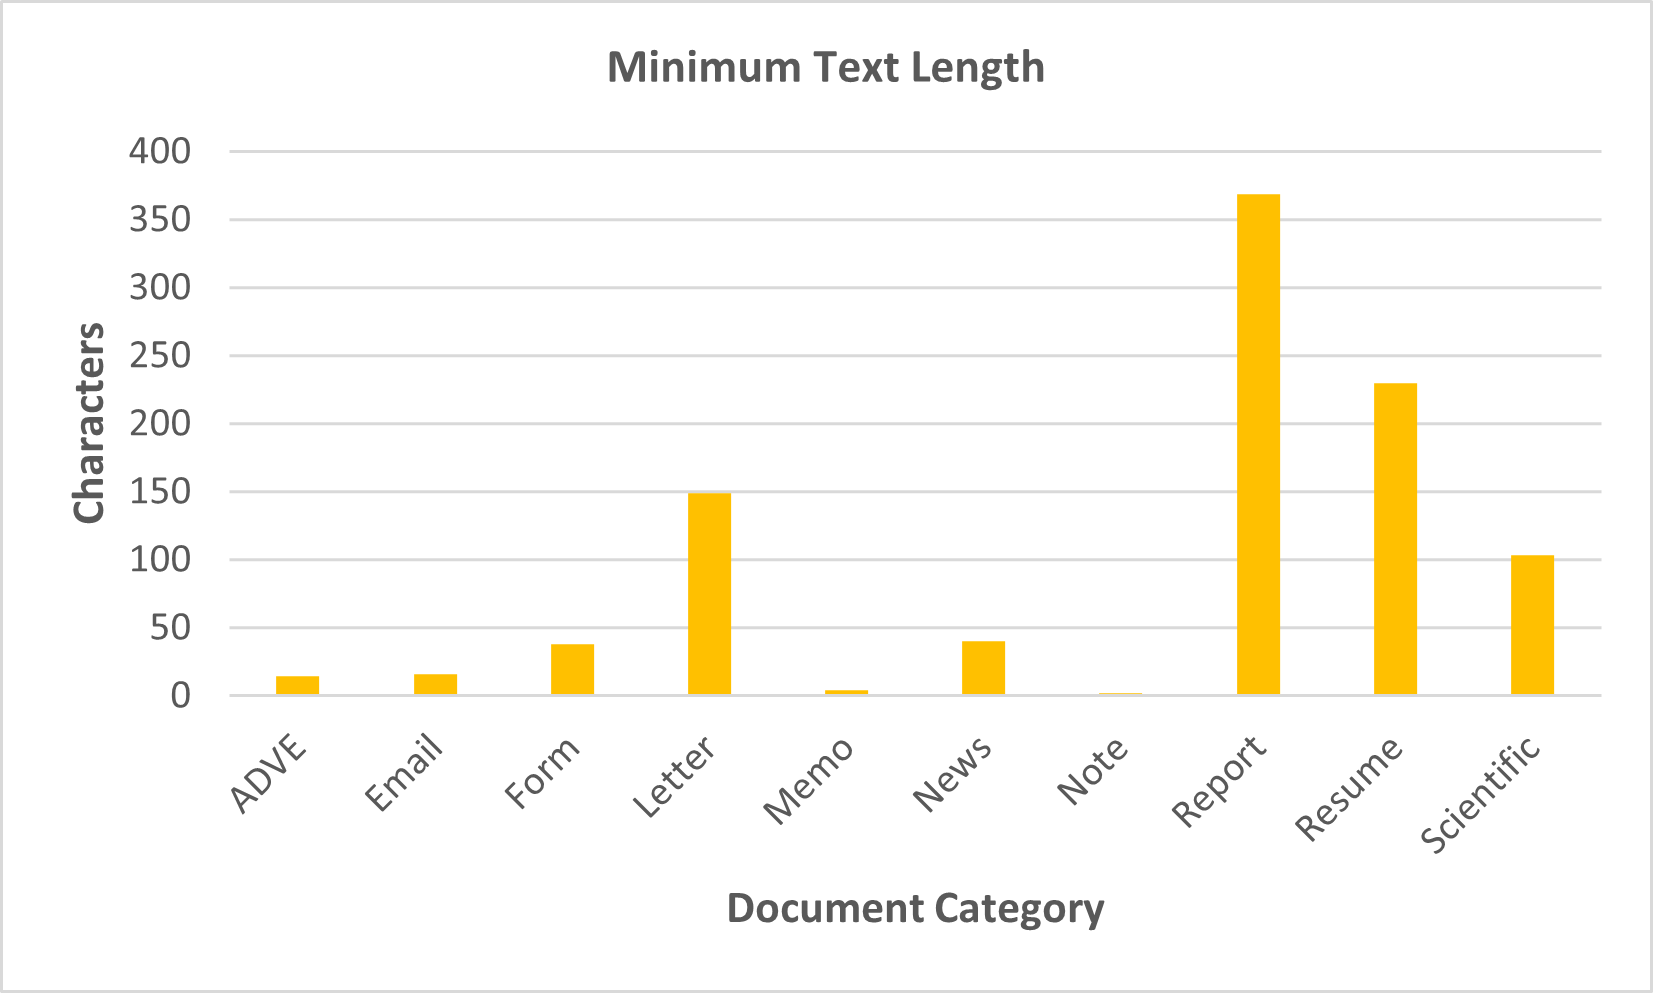 Minimum Text Length
400
350
300
250
200
150
100
50
0
Characters
ADVE
Email
Form
Letter
Memo
News
Note
Report
Resume
Scientific
Document Category